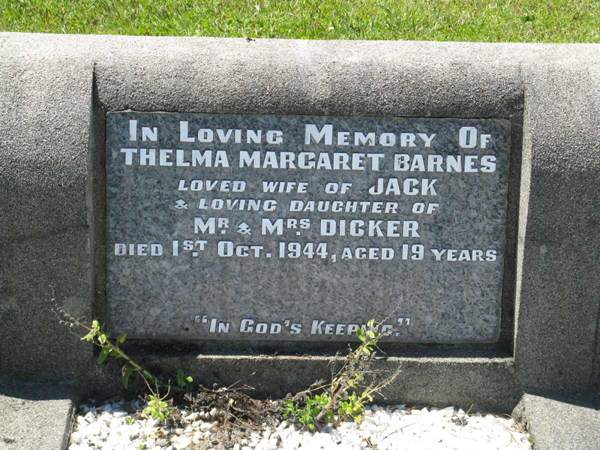 In Loving Memory Of
THELMA MARGARET BARNES
LOVED WIFE OF JACK
& LOVING DAUGHTER OF
MR & MRS. DICKER
DIED 1ST. OCT. 1944, AGED 19 YEARS
"In God's Keeping."